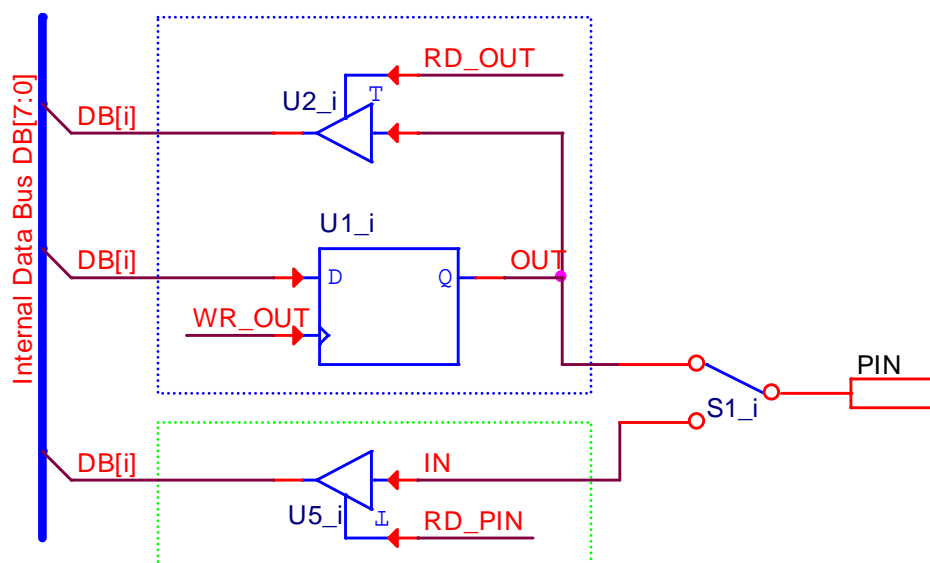 Internal Data Bus DB[7:0]
RD_OUT
T
U2_i
DB[i]
U1_i
DB[i]
D
Q
OUT
WR_OUT
PIN
S1_i
DB[i]
IN
U5_i
T
RD_PIN